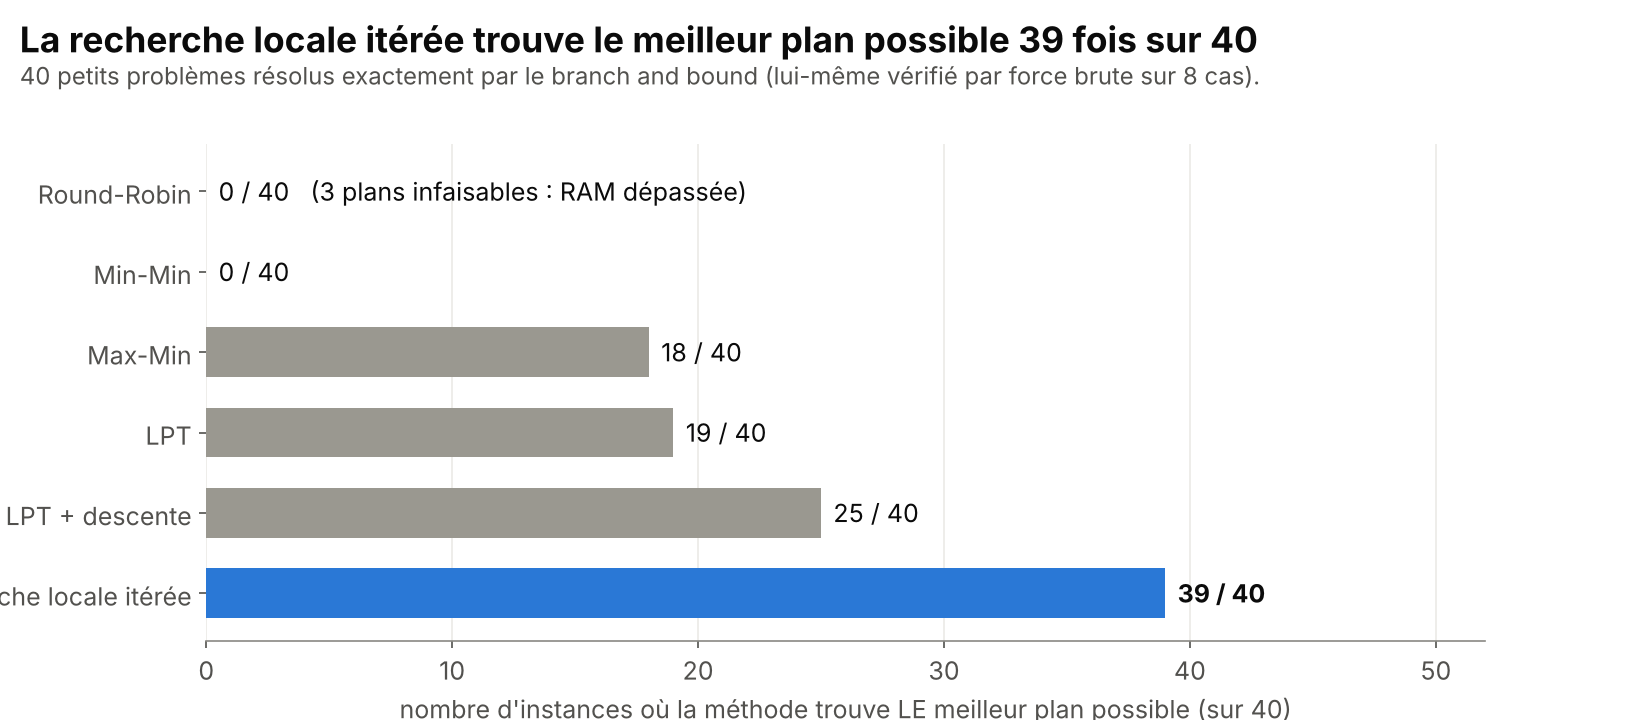 La recherche locale itérée trouve le meilleur plan possible 39 fois sur 40
40 petits problèmes résolus exactement par le branch and bound (lui-même vérifié par force brute sur 8 cas).
Round-Robin 0 / 40 (3 plans infaisables : RAM dépassée)
Min-Min 0 / 40
Max-Min 18 / 40
LPT 19 / 40
LPT + descente 25 / 40
che locale itérée 39 / 40
0 10 20 30 40 50
nombre d'instances où la méthode trouve LE meilleur plan possible (sur 40)